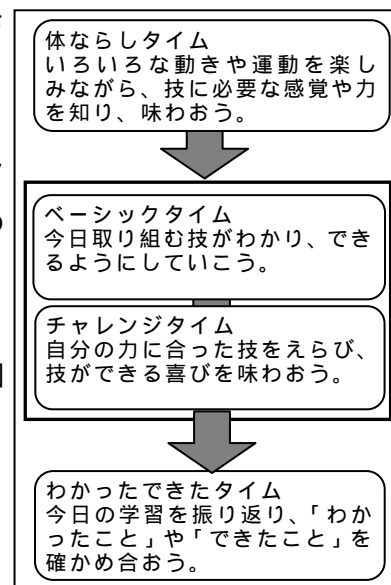 体ならしタイム
いろいろな動きや運動を楽し
みながら、技に必要な感覚や力
を知り、味わおう。
ベーシックタイム
今日取り組む技がわかり、でき
るようにしていこう。
チャレンジタイム
自分の力に合った技をえらび、
技ができる喜びを味わおう。
わかったできたタイム
今日の学習を振り返り、「わか
ったこと」や「できたこと」を
確かめ合おう。